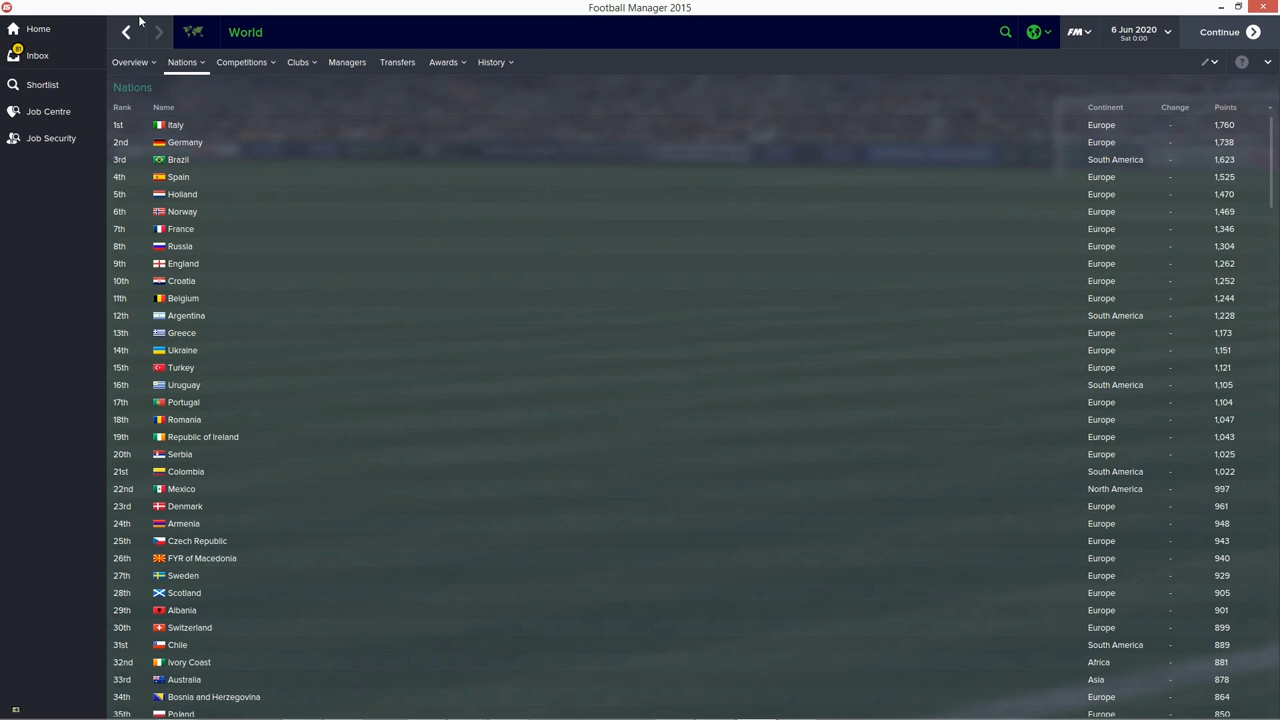 Football Manager 2015
Home
World
6 Jun 2020
Sat 0:00
Continue
81
Inbox
Overview Nations Competitions Clubs Managers Transfers Awards History
Shortlist
Job Centre
Job Security
Nations
Rank Name Continent Change Points
1st Italy Europe - 1,760
2nd Germany Europe - 1,738
3rd Brazil South America - 1,623
4th Spain Europe - 1,525
5th Holland Europe - 1,470
6th Norway Europe - 1,469
7th France Europe - 1,346
8th Russia Europe - 1,304
9th England Europe - 1,262
10th Croatia Europe - 1,252
11th Belgium Europe - 1,244
12th Argentina South America - 1,228
13th Greece Europe - 1,173
14th Ukraine Europe - 1,151
15th Turkey Europe - 1,121
16th Uruguay South America - 1,105
17th Portugal Europe - 1,104
18th Romania Europe - 1,047
19th Republic of Ireland Europe - 1,043
20th Serbia Europe - 1,025
21st Colombia South America - 1,022
22nd Mexico North America - 997
23rd Denmark Europe - 961
24th Armenia Europe - 948
25th Czech Republic Europe - 943
26th FYR of Macedonia Europe - 940
27th Sweden Europe - 929
28th Scotland Europe - 905
29th Albania Europe - 901
30th Switzerland Europe - 899
31st Chile South America - 889
32nd Ivory Coast Africa - 881
33rd Australia Asia - 878
34th Bosnia and Herzegovina Europe - 864
35th Poland Europe - 850